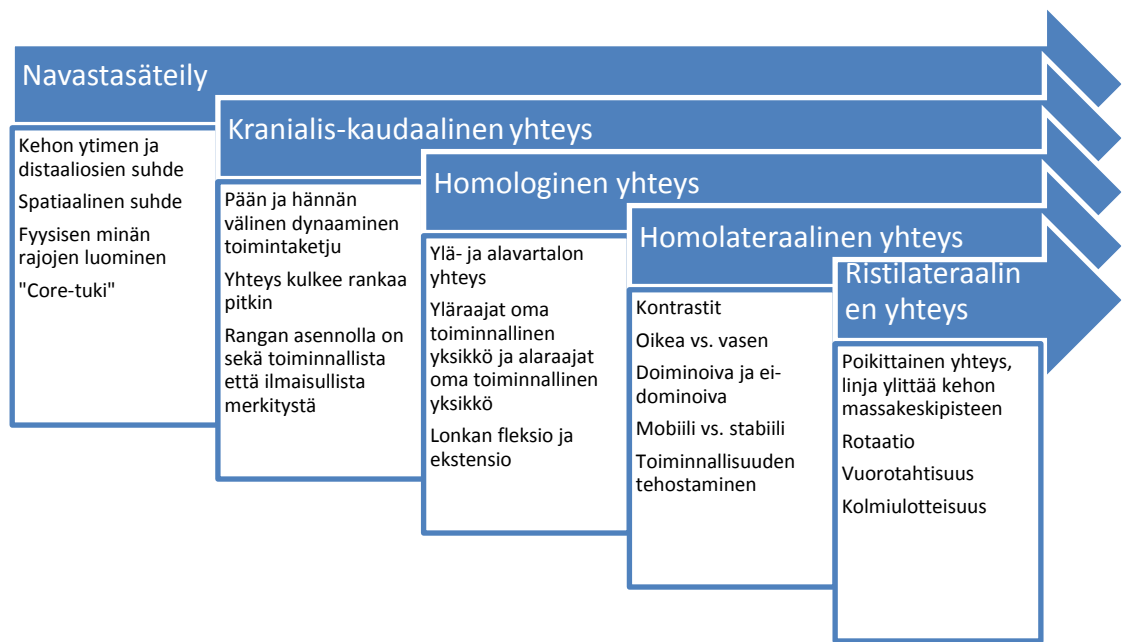 Navastasäteily
Kehon ytimen ja
distaaliosien suhde
Spatiaalinen suhde
Fyysisen minän
rajojen luominen
"Core-tuki"
Kranialis-kaudaalinen yhteys
Pään ja hännän
välinen dynaaminen
toimintaketju
Yhteys kulkee rankaa
pitkin
Rangan asennolla on
sekä toiminnallista
että ilmaisullista
merkitystä
Homologinen yhteys
Ylä- ja alavartalon
yhteys
Yläraajat oma
toiminnallinen
yksikkö ja alaraajat
oma toiminnallinen
yksikkö
Lonkan fleksio ja
ekstensio
Homolateraalinen yhteys
Kontrastit
Oikea vs. vasen
Doiminoiva ja ei-
dominoiva
Mobiili vs. stabiili
Toiminnallisuuden
tehostaminen
Ristilateraalin
en yhteys
Poikittainen yhteys,
linja ylittää kehon
massakeskipisteen
Rotaatio
Vuorotahtisuus
Kolmiulotteisuus